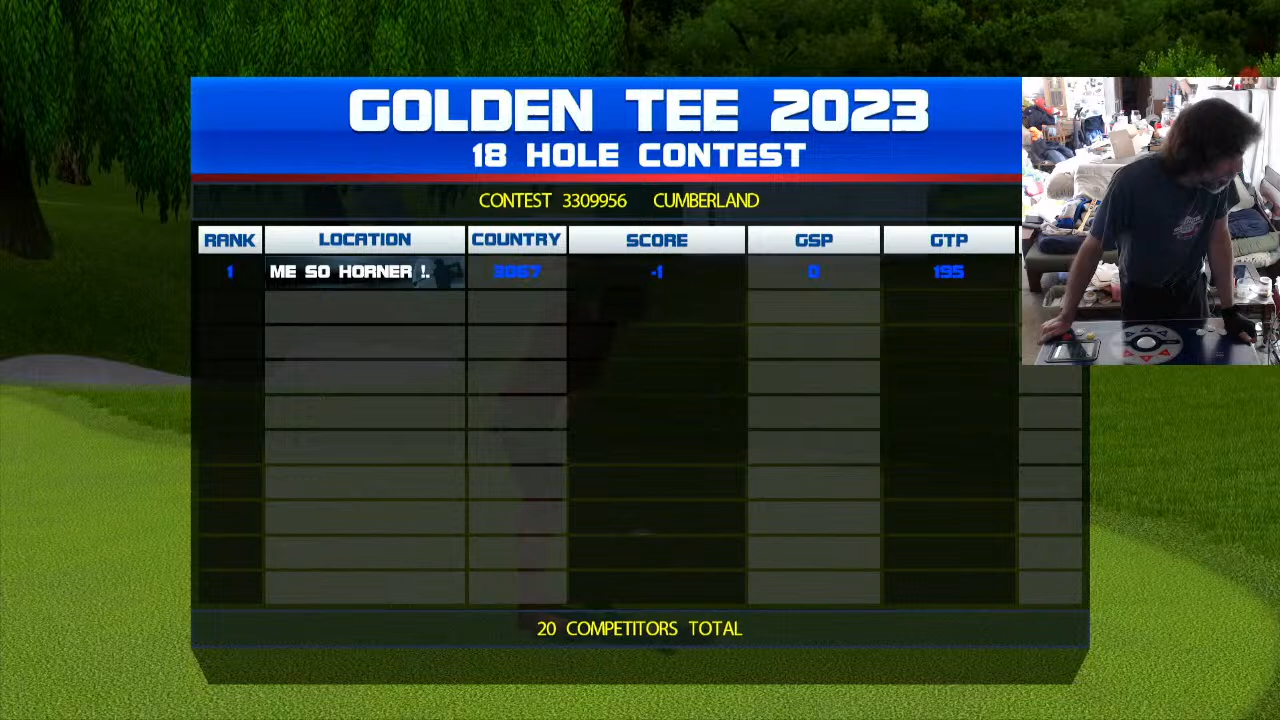 GOLDEN TEE 2023
18 HOLE CONTEST
CONTEST 3309956 CUMBERLAND
RANK LOCATION COUNTRY SCORE GSP GTP
1 ME SO HORNER !. 3067 -1 0 195
20 COMPETITORS TOTAL